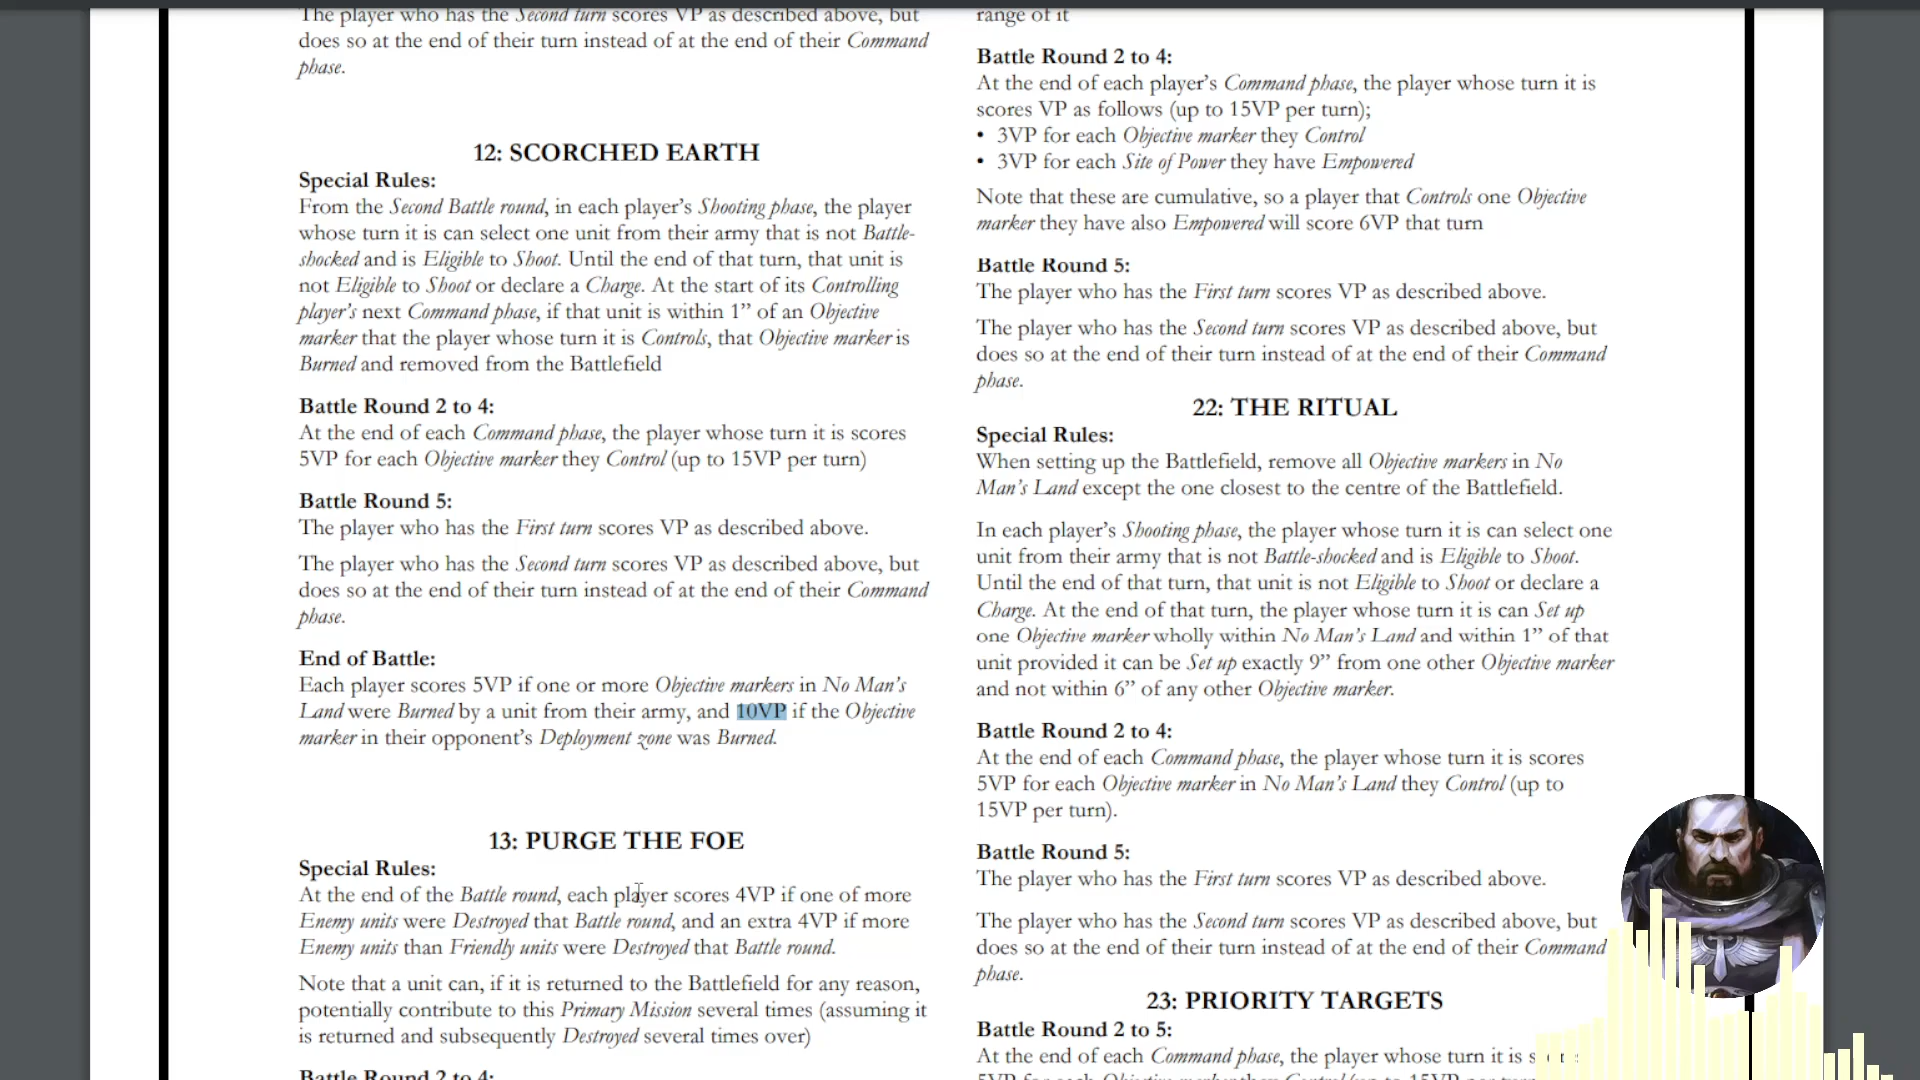 The player who has the Second turn scores VP as described above, but
does so at the end of their turn instead of at the end of their Command
phase.
12: SCORCHED EARTH
Special Rules:
From the Second Battle round, in each player's Shooting phase, the player
whose turn it is can select one unit from their army that is not Battle-
shocked and is Eligible to Shoot. Until the end of that turn, that unit is
not Eligible to Shoot or declare a Charge. At the start of its Controlling
player's next Command phase, if that unit is within 1” of an Objective
marker that the player whose turn it is Controls, that Objective marker is
Burned and removed from the Battlefield
Battle Round 2 to 4:
At the end of each Command phase, the player whose turn it is scores
5VP for each Objective marker they Control (up to 15VP per turn)
Battle Round 5:
The player who has the First turn scores VP as described above.
The player who has the Second turn scores VP as described above, but
does so at the end of their turn instead of at the end of their Command
phase.
End of Battle:
Each player scores 5VP if one or more Objective markers in No Man's
Land were Burned by a unit from their army, and 10VP if the Objective
marker in their opponent's Deployment zone was Burned.
13: PURGE THE FOE
Special Rules:
At the end of the Battle round, each player scores 4VP if one of more
Enemy units were Destroyed that Battle round, and an extra 4VP if more
Enemy units than Friendly units were Destroyed that Battle round.
Note that a unit can, if it is returned to the Battlefield for any reason,
potentially contribute to this Primary Mission several times (assuming it
is returned and subsequently Destroyed several times over)
Battle Round 2 to 4:
range of it
Battle Round 2 to 4:
At the end of each player's Command phase, the player whose turn it is
scores VP as follows (up to 15VP per turn);
• 3VP for each Objective marker they Control
• 3VP for each Site of Power they have Empowered
Note that these are cumulative, so a player that Controls one Objective
marker they have also Empowered will score 6VP that turn
Battle Round 5:
The player who has the First turn scores VP as described above.
The player who has the Second turn scores VP as described above, but
does so at the end of their turn instead of at the end of their Command
phase.
22: THE RITUAL
Special Rules:
When setting up the Battlefield, remove all Objective markers in No
Man's Land except the one closest to the centre of the Battlefield.
In each player's Shooting phase, the player whose turn it is can select one
unit from their army that is not Battle-shocked and is Eligible to Shoot.
Until the end of that turn, that unit is not Eligible to Shoot or declare a
Charge. At the end of that turn, the player whose turn it is can Set up
one Objective marker wholly within No Man's Land and within 1” of that
unit provided it can be Set up exactly 9” from one other Objective marker
and not within 6” of any other Objective marker.
Battle Round 2 to 4:
At the end of each Command phase, the player whose turn it is scores
5VP for each Objective marker in No Man's Land they Control (up to
15VP per turn).
Battle Round 5:
The player who has the First turn scores VP as described above.
The player who has the Second turn scores VP as described above, but
does so at the end of their turn instead of at the end of their Command
phase.
23: PRIORITY TARGETS
Battle Round 2 to 5:
At the end of each Command phase, the player whose turn it is
5VP for each Objective marker they Control (up to 15VP per turn